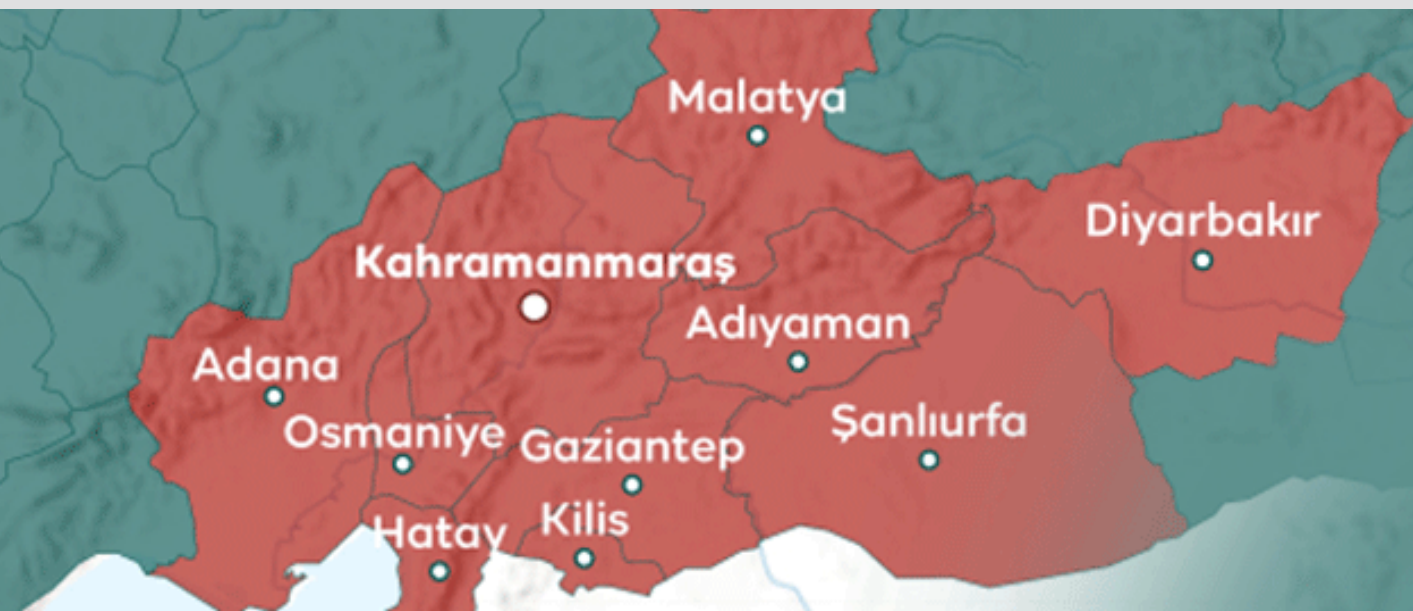 Malatya
Diyarbakır
Kahramanmaraş
Adıyaman
Adana
Şanlıurfa
Osmaniye
Gaziantep
Kilis
Hatay